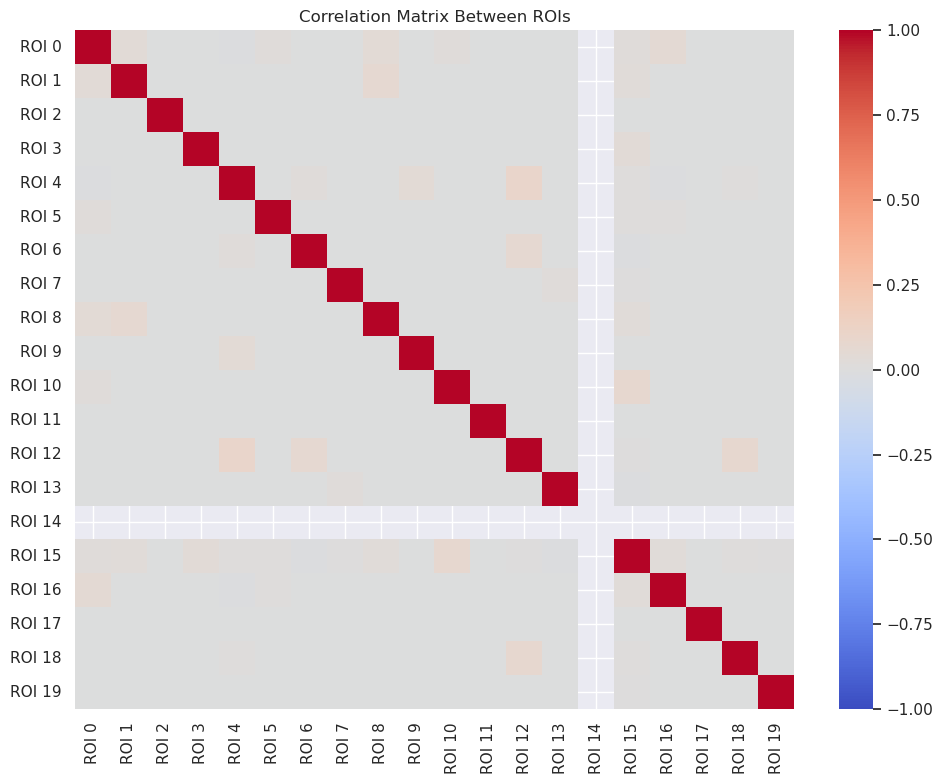 Correlation Matrix Between ROIs
ROI 0
ROI 1
ROI 2
ROI 3
ROI 4
ROI 5
ROI 6
ROI 7
ROI 8
ROI 9
ROI 10
ROI 11
ROI 12
ROI 13
ROI 14
ROI 15
ROI 16
ROI 17
ROI 18
ROI 19
ROI 0
ROI 1
ROI 2
ROI 3
ROI 4
ROI 5
ROI 6
ROI 7
ROI 8
ROI 9
ROI 10
ROI 11
ROI 12
ROI 13
ROI 14
ROI 15
ROI 16
ROI 17
ROI 18
ROI 19
1.00
0.75
0.50
0.25
0.00
−0.25
−0.50
−0.75
−1.00